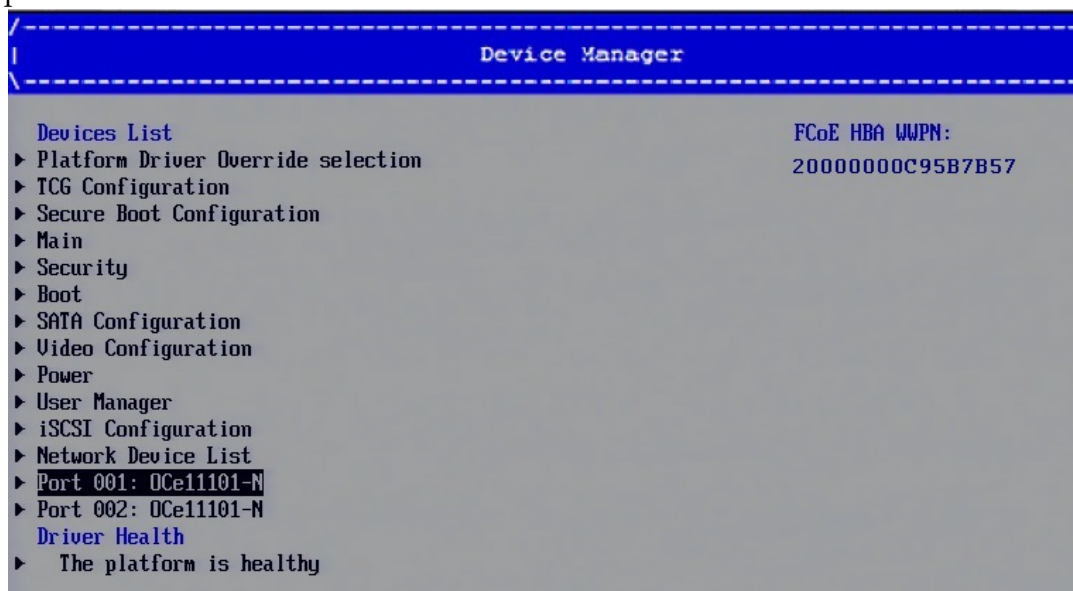 Device Manager
Devices List
Platform Driver Override selection
TCG Configuration
Secure Boot Configuration
Main
Security
Boot
SATA Configuration
Video Configuration
Power
User Manager
iSCSI Configuration
Network Device List
Port 001: OCe11101-N
Port 002: OCe11101-N
Driver Health
The platform is healthy
FCoE HBA WWPN:
20000000C95B7B57